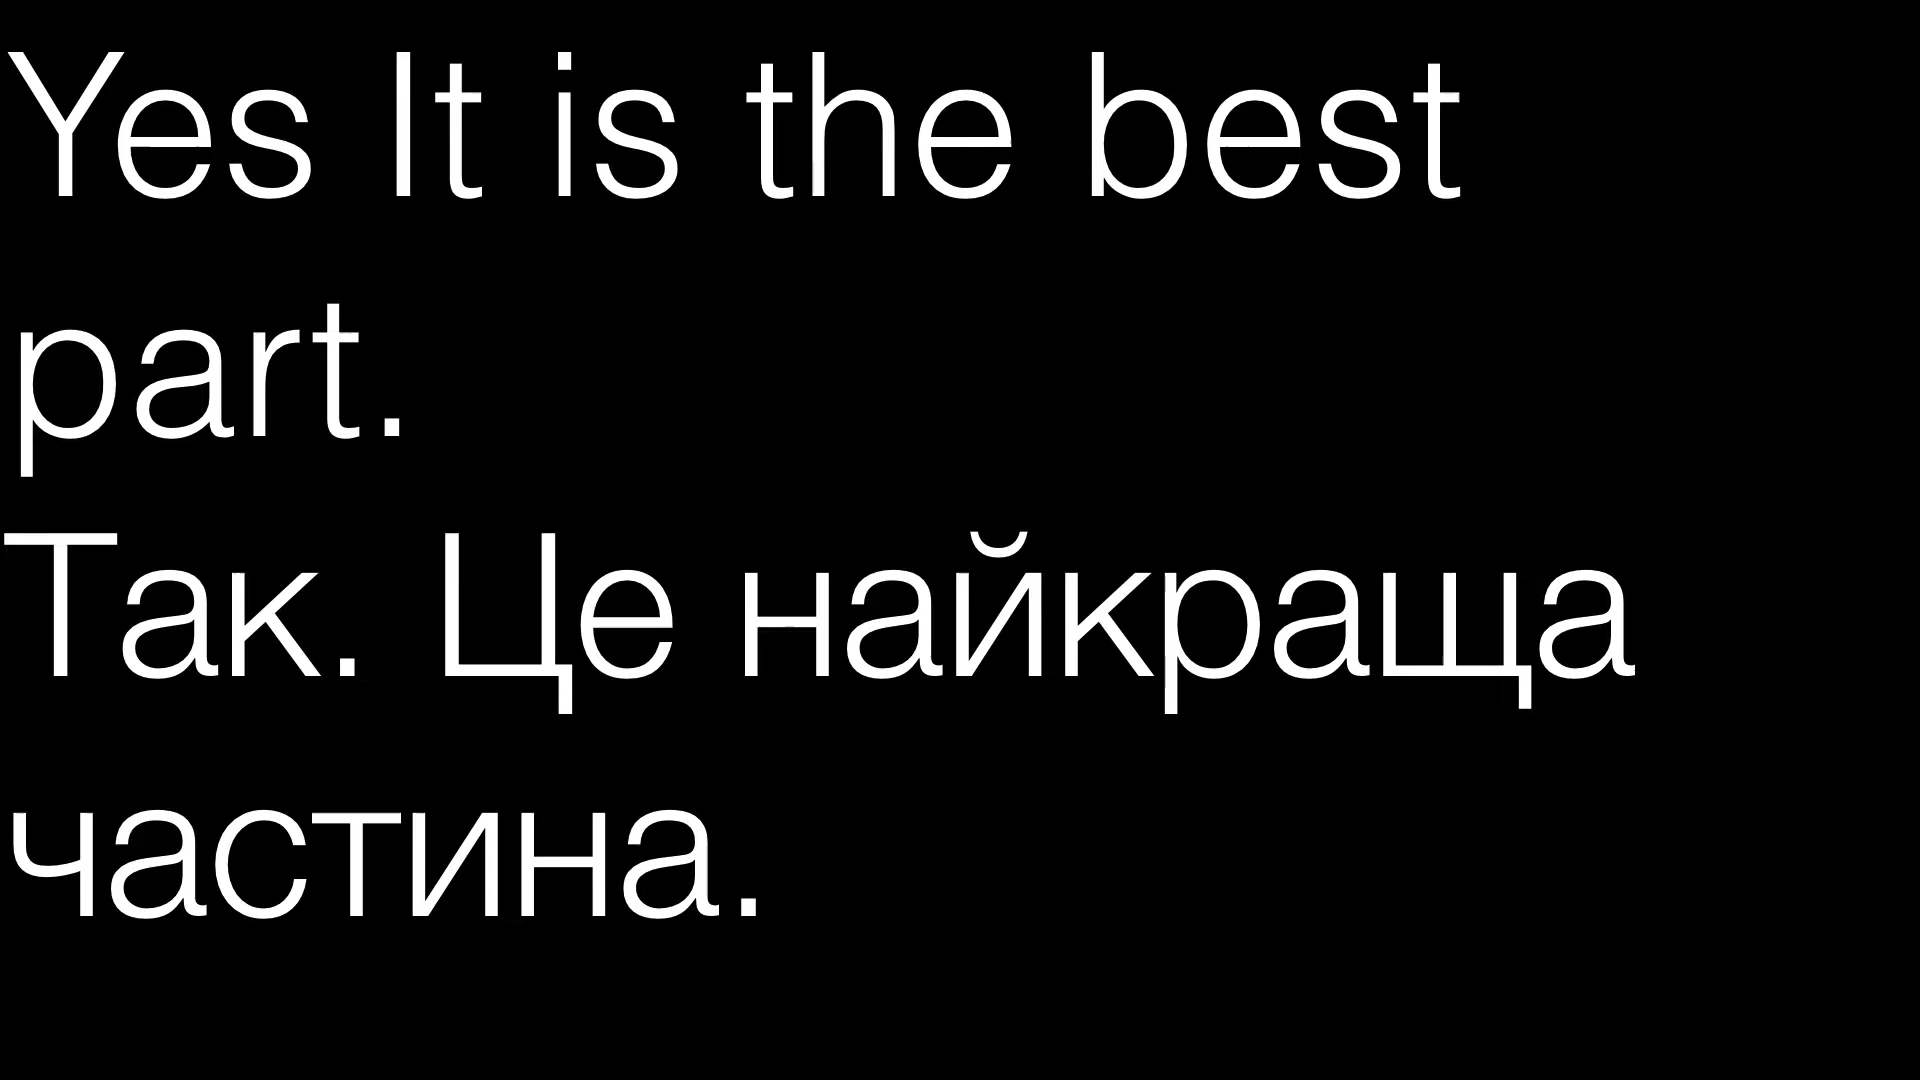 Yes It is the best
part.
Так. Це найкраща
частина.